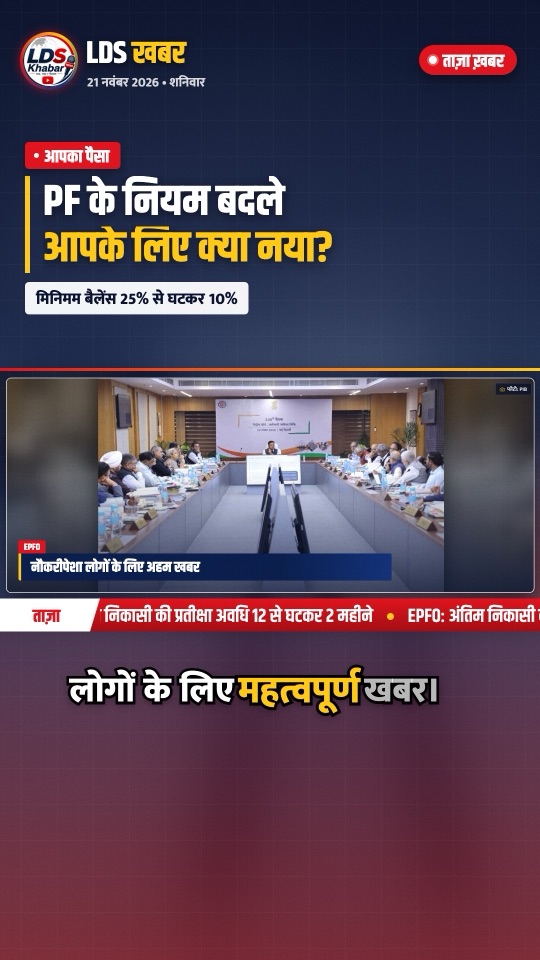 LDS
Khabar
LDS खबर
21 नवंबर 2026 • शनिवार
ताज़ा ख़बर
• आपका पैसा
PF के नियम बदले
आपके लिए क्या नया?
मिनिमम बैलेंस 25% से घटकर 10%
फोटो: PIB
EPFO
नौकरीपेशा लोगों के लिए अहम खबर
ताज़ा
निकासी की प्रतीक्षा अवधि 12 से घटकर 2 महीने • EPFO: अंतिम निकासी
लोगों के लिए महत्वपूर्ण खबर।